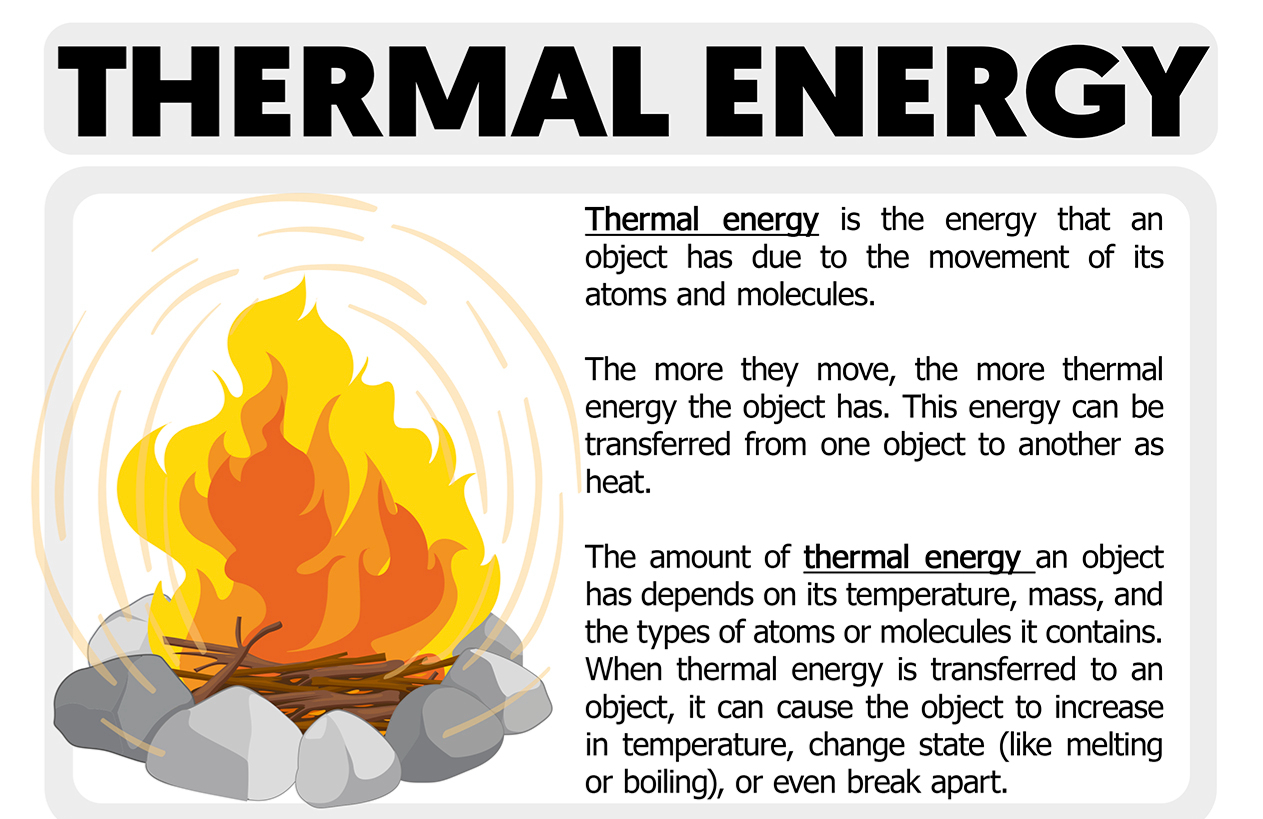 THERMAL ENERGY
Thermal energy is the energy that an
object has due to the movement of its
atoms and molecules.
The more they move, the more thermal
energy the object has. This energy can be
transferred from one object to another as
heat.
The amount of thermal energy an object
has depends on its temperature, mass, and
the types of atoms or molecules it contains.
When thermal energy is transferred to an
object, it can cause the object to increase
in temperature, change state (like melting
or boiling), or even break apart.